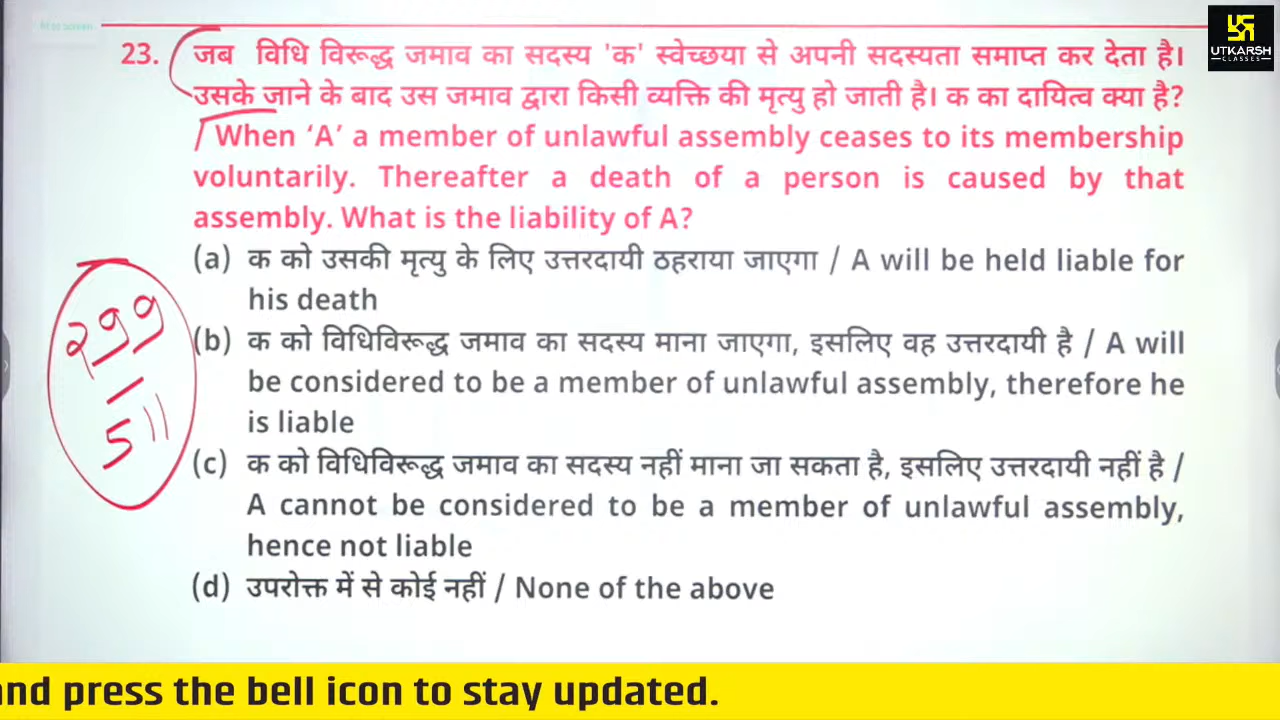 UTKARSH
CLASSES
23. जब विधि विरूद्ध जमाव का सदस्य 'क' स्वेच्छया से अपनी सदस्यता समाप्त कर देता है।
उसके जाने के बाद उस जमाव द्वारा किसी व्यक्ति की मृत्यु हो जाती है। क का दायित्व क्या है?
/ When ‘A’ a member of unlawful assembly ceases to its membership
voluntarily. Thereafter a death of a person is caused by that
assembly. What is the liability of A?
(a) क को उसकी मृत्यु के लिए उत्तरदायी ठहराया जाएगा / A will be held liable for
his death
(b) क को विधिविरूद्ध जमाव का सदस्य माना जाएगा, इसलिए वह उत्तरदायी है / A will
be considered to be a member of unlawful assembly, therefore he
is liable
(c) क को विधिविरूद्ध जमाव का सदस्य नहीं माना जा सकता है, इसलिए उत्तरदायी नहीं है /
A cannot be considered to be a member of unlawful assembly,
hence not liable
(d) उपरोक्त में से कोई नहीं / None of the above
299
511
and press the bell icon to stay updated.